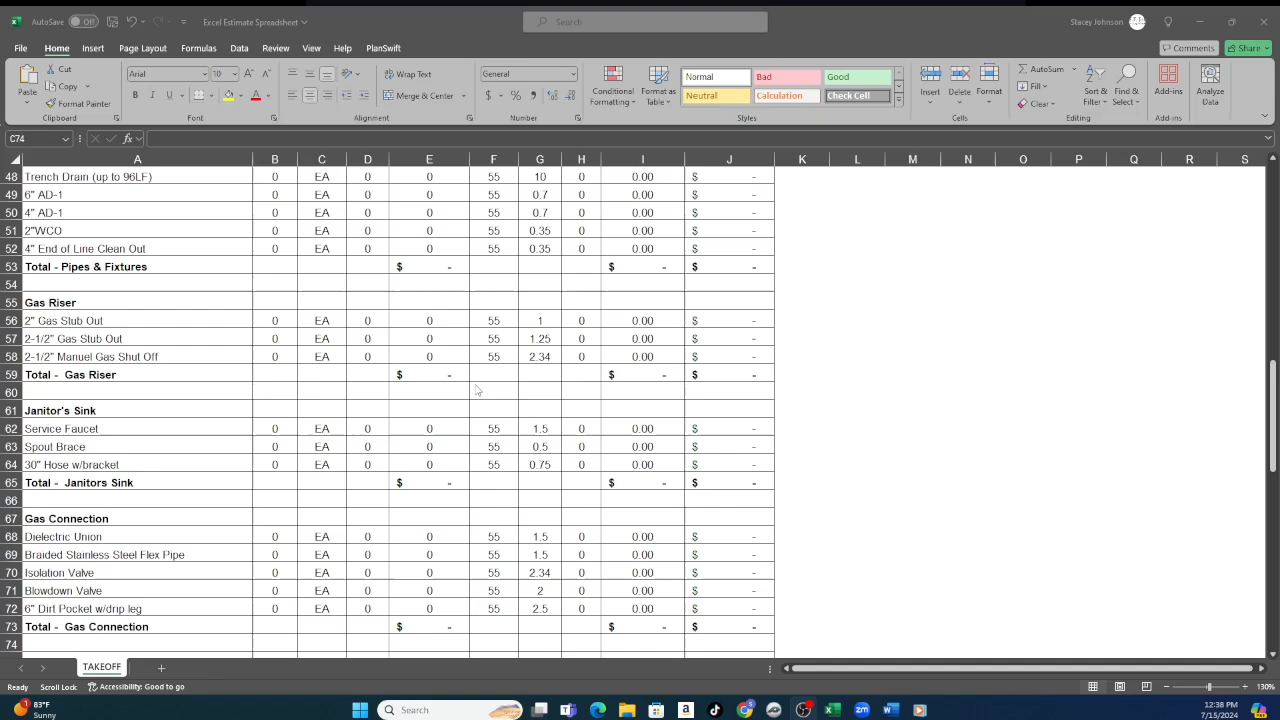 AutoSave Off Excel Estimate Spreadsheet Search Stacey Johnson
File Home Insert Page Layout Formulas Data Review View Help PlanSwift Comments Share
Paste Cut Copy Format Painter Clipboard
Arial 10 A A B I U A Font
Wrap Text Merge & Center Alignment
General $ % , Number
Conditional Formatting Format as Table Normal Bad Good Neutral Calculation Check Cell Styles
Insert Delete Format Cells
AutoSum Fill Clear Sort & Filter Find & Select Editing
Add-ins Add-ins Analyze Data
C74 fx
A B C D E F G H I J K L M N O P Q R S
48 Trench Drain (up to 96LF) 0 EA 0 0 55 10 0 0.00 $ -
49 6" AD-1 0 EA 0 0 55 0.7 0 0.00 $ -
50 4" AD-1 0 EA 0 0 55 0.7 0 0.00 $ -
51 2"WCO 0 EA 0 0 55 0.35 0 0.00 $ -
52 4" End of Line Clean Out 0 EA 0 0 55 0.35 0 0.00 $ -
53 Total - Pipes & Fixtures $ - $ - $ -
54
55 Gas Riser
56 2" Gas Stub Out 0 EA 0 0 55 1 0 0.00 $ -
57 2-1/2" Gas Stub Out 0 EA 0 0 55 1.25 0 0.00 $ -
58 2-1/2" Manuel Gas Shut Off 0 EA 0 0 55 2.34 0 0.00 $ -
59 Total - Gas Riser $ - $ - $ -
60
61 Janitor's Sink
62 Service Faucet 0 EA 0 0 55 1.5 0 0.00 $ -
63 Spout Brace 0 EA 0 0 55 0.5 0 0.00 $ -
64 30" Hose w/bracket 0 EA 0 0 55 0.75 0 0.00 $ -
65 Total - Janitors Sink $ - $ - $ -
66
67 Gas Connection
68 Dielectric Union 0 EA 0 0 55 1.5 0 0.00 $ -
69 Braided Stainless Steel Flex Pipe 0 EA 0 0 55 1.5 0 0.00 $ -
70 Isolation Valve 0 EA 0 0 55 2.34 0 0.00 $ -
71 Blowdown Valve 0 EA 0 0 55 2 0 0.00 $ -
72 6" Dirt Pocket w/drip leg 0 EA 0 0 55 2.5 0 0.00 $ -
73 Total - Gas Connection $ - $ - $ -
74
TAKEOFF
Ready Scroll Lock Accessibility: Good to go 130%
83°F
Sunny
Search
12:38 PM
7/15/2024